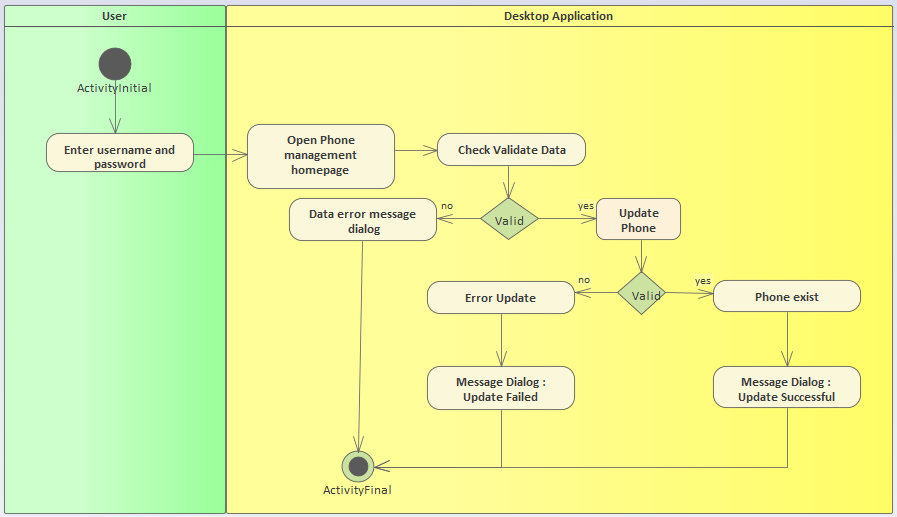 User
Desktop Application
ActivityInitial
Enter username and
password
Open Phone
management
homepage
Check Validate Data
Data error message
dialog
no
Valid
yes
Update
Phone
Error Update
no
Valid
yes
Phone exist
Message Dialog :
Update Failed
Message Dialog :
Update Successful
ActivityFinal